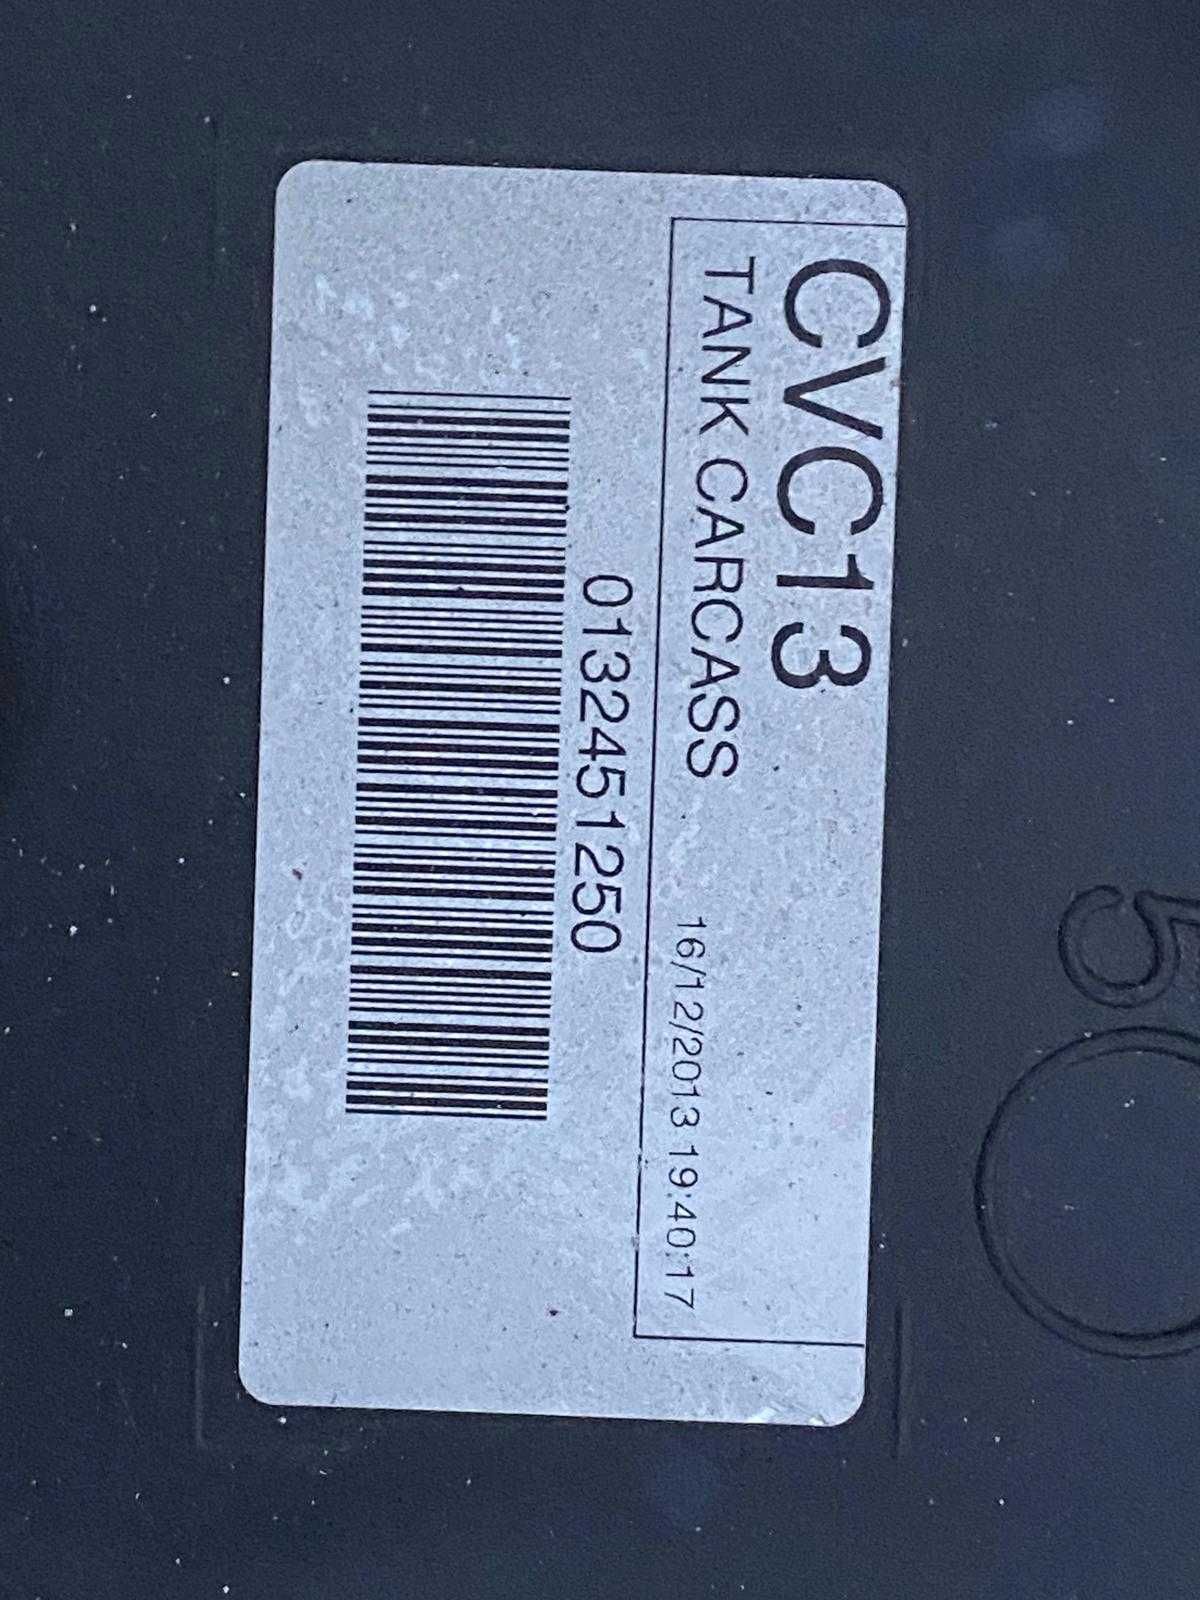 CVC13
TANK CARCASS 16/12/2013 19:40:17
0132451250